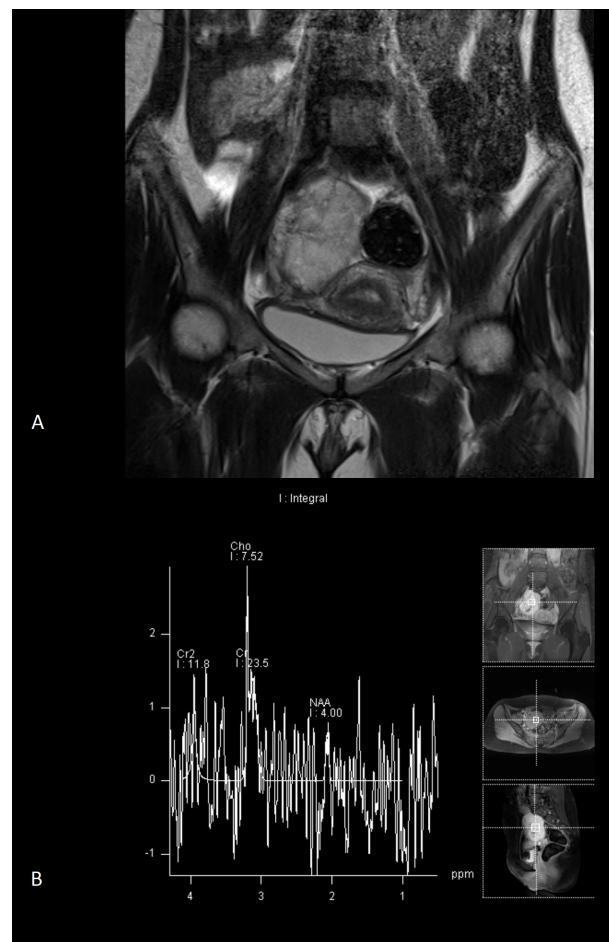 A
I : Integral
Cho
I : 7.52
Cr2
I : 11.8
Cr
I : 23.5
NAA
I : 4.00
2
1
0
-1
4
3
2
1
ppm
B